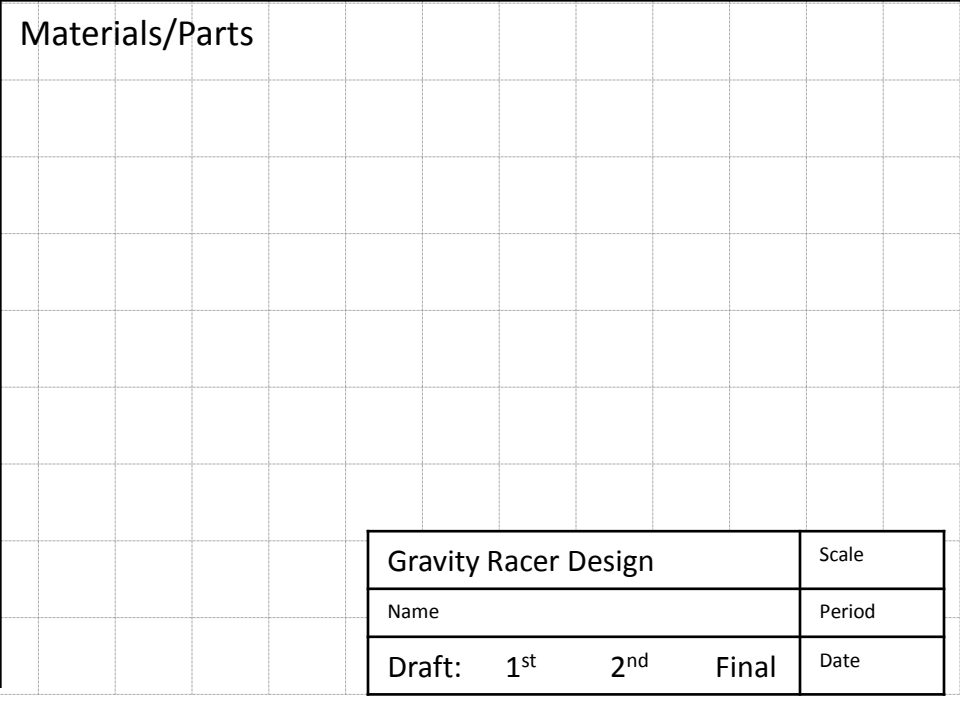 Materials/Parts
Gravity Racer Design
Scale
Name
Period
Draft: 1st 2nd Final
Date